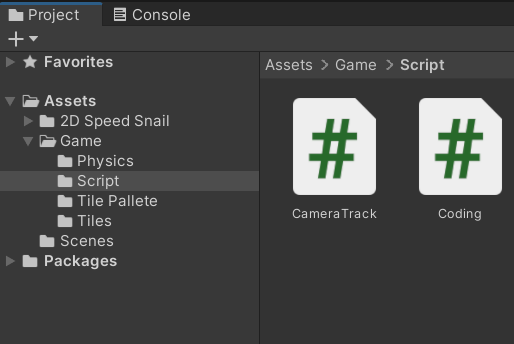 Project
Console
Favorites
Assets
2D Speed Snail
Game
Physics
Script
Tile Pallete
Tiles
Scenes
Packages
Assets > Game > Script
#
#
CameraTrack
Coding